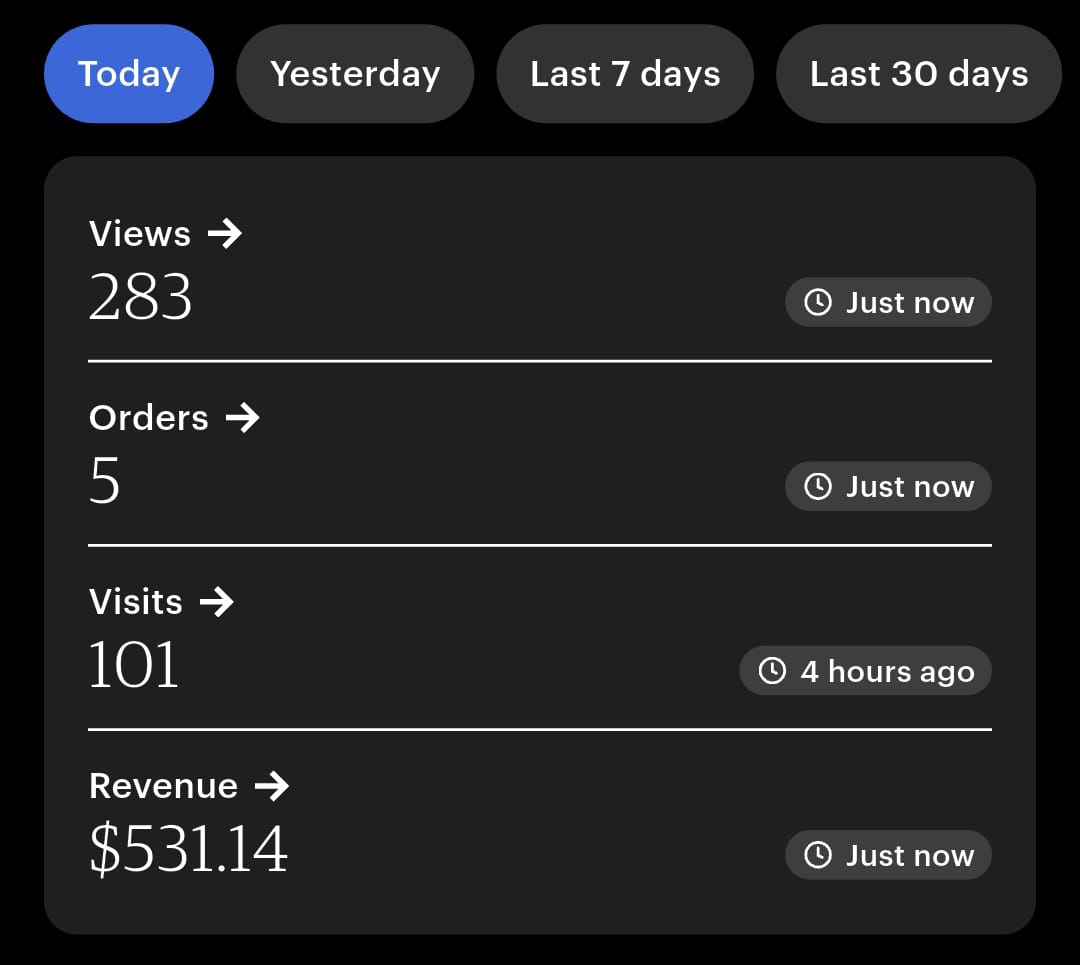 Today Yesterday Last 7 days Last 30 days
Views →
283
Just now
Orders →
5
Just now
Visits →
101
4 hours ago
Revenue →
$531.14
Just now